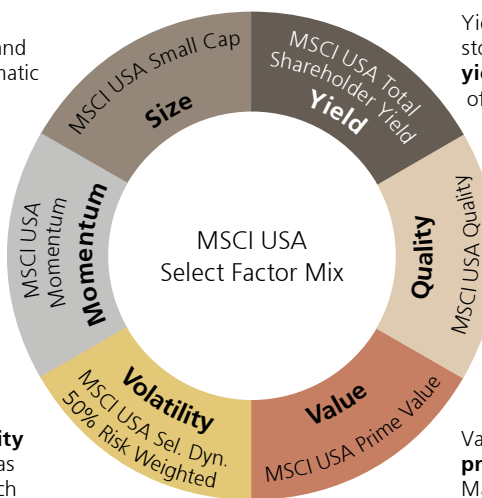 and
matic
MSCI USA Small Cap
Size
MSCI USA Total
Shareholder Yield
Yield
Yie
sto
yie
of
MSCI USA
Momentum
Momentum
MSCI USA
Select Factor Mix
Quality
MSCI USA Quality
Volatility
MSCI USA Sel. Dyn.
50% Risk Weighted
Value
MSCI USA Prime Value
ity
as
ch
Va
pr
Ma